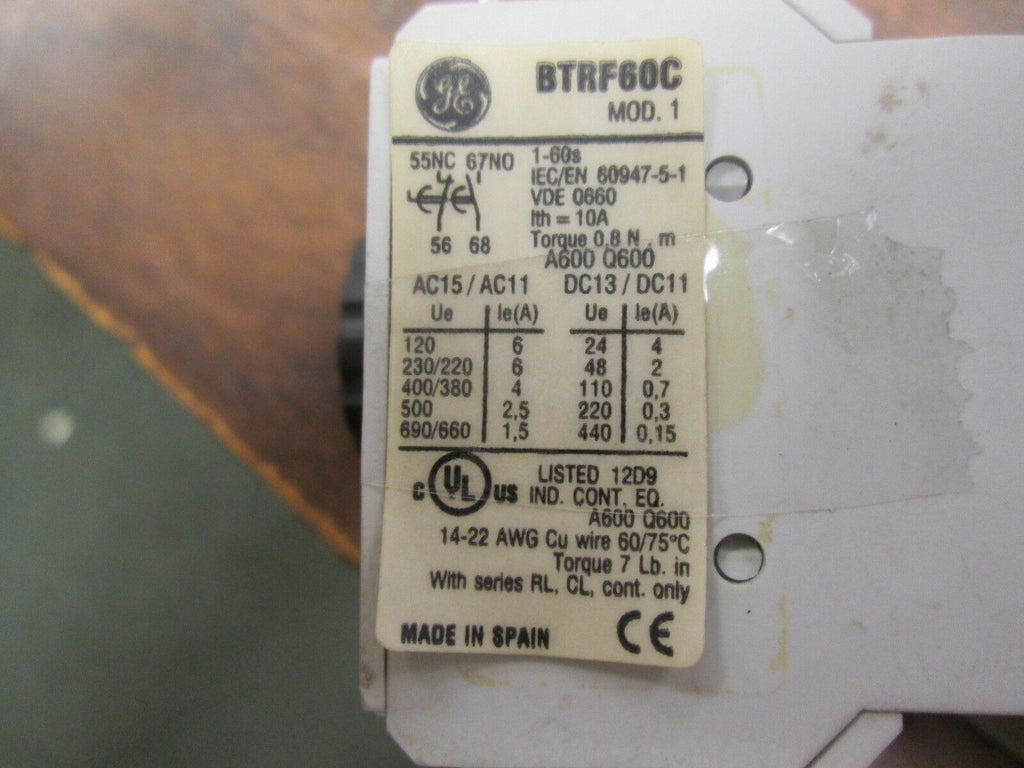 GE
BTRF60C
MOD. 1
55NC 67NO
56 68
1-60s
IEC/EN 60947-5-1
VDE 0660
Ith = 10A
Torque 0,8 N . m
A600 Q600
AC15 / AC11 DC13 / DC11
Ue Ie(A) Ue Ie(A)
120 6 24 4
230/220 6 48 2
400/380 4 110 0,7
500 2,5 220 0,3
690/660 1,5 440 0,15
C UL US LISTED 12D9
IND. CONT. EQ.
A600 Q600
14-22 AWG Cu wire 60/75°C
Torque 7 Lb. in
With series RL, CL, cont. only
MADE IN SPAIN CE